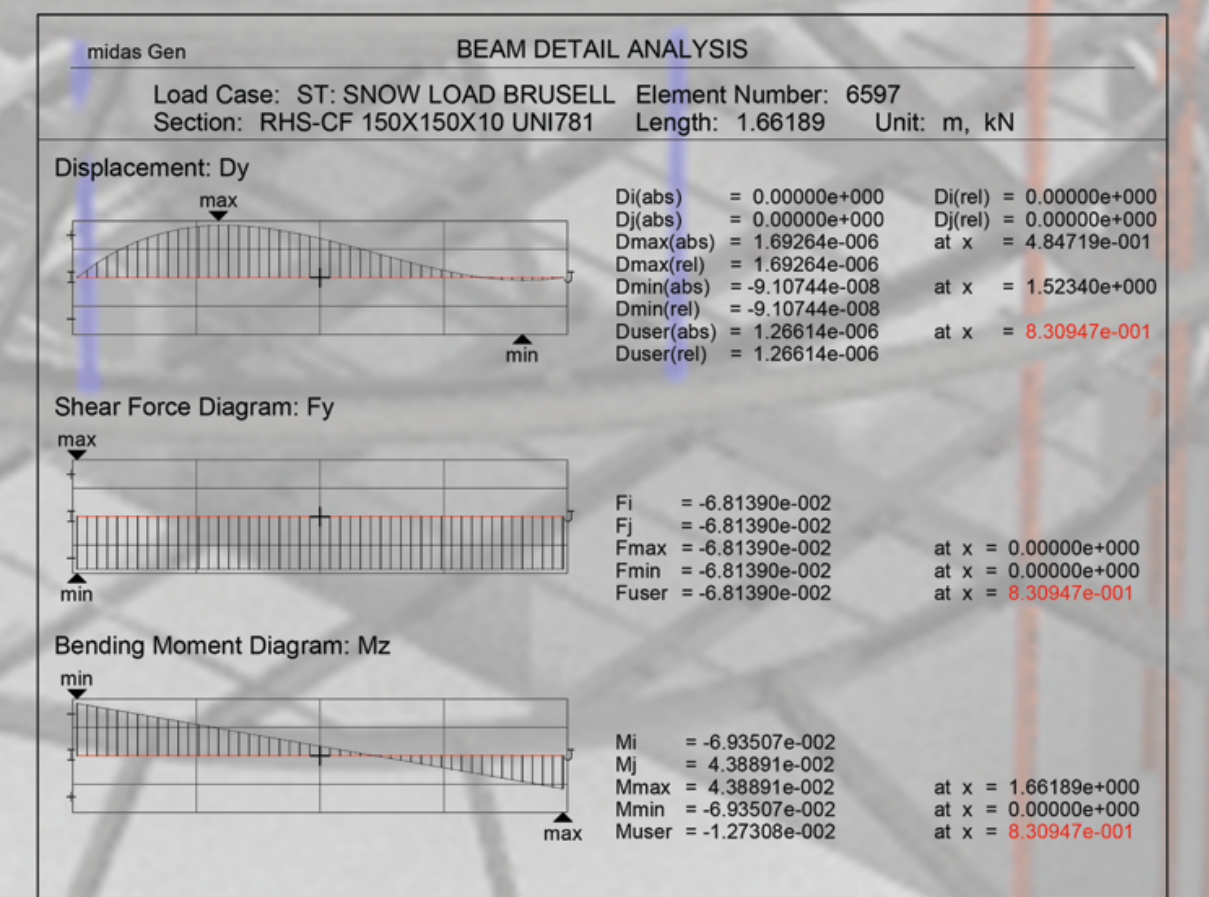 midas Gen BEAM DETAIL ANALYSIS
Load Case: ST: SNOW LOAD BRUSELL Element Number: 6597
Section: RHS-CF 150X150X10 UNI781 Length: 1.66189 Unit: m, kN
Displacement: Dy
max
+
I J
-
min
Di(abs) = 0.00000e+000 Di(rel) = 0.00000e+000
Dj(abs) = 0.00000e+000 Dj(rel) = 0.00000e+000
Dmax(abs) = 1.69264e-006 at x = 4.84719e-001
Dmax(rel) = 1.69264e-006
Dmin(abs) = -9.10744e-008 at x = 1.52340e+000
Dmin(rel) = -9.10744e-008
Duser(abs) = 1.26614e-006 at x = 8.30947e-001
Duser(rel) = 1.26614e-006
Shear Force Diagram: Fy
max
+
I J
-
min
Fi = -6.81390e-002
Fj = -6.81390e-002
Fmax = -6.81390e-002 at x = 0.00000e+000
Fmin = -6.81390e-002 at x = 0.00000e+000
Fuser = -6.81390e-002 at x = 8.30947e-001
Bending Moment Diagram: Mz
min
-
I J
+
max
Mi = -6.93507e-002
Mj = 4.38891e-002
Mmax = 4.38891e-002 at x = 1.66189e+000
Mmin = -6.93507e-002 at x = 0.00000e+000
Muser = -1.27308e-002 at x = 8.30947e-001